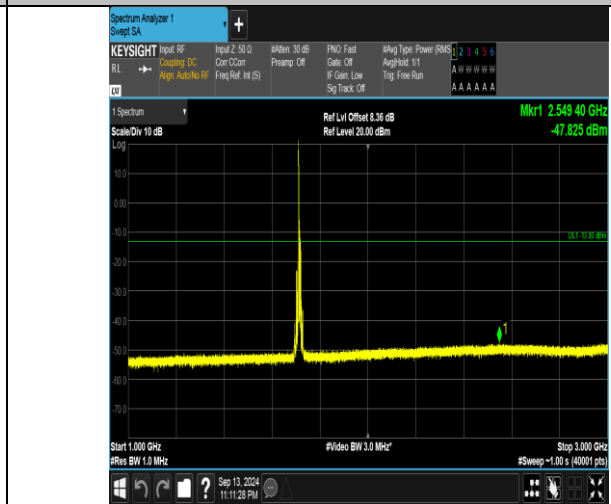 Spectrum Analyzer 1
Swept SA
+
KEYSIGHT
RL
Input: RF
Coupling: DC
Align: Auto/No RF
Input Z: 50 Ω
Corr CCorr
Freq Ref: Int (S)
#Atten: 30 dB
Preamp: Off
PNO: Fast
Gate: Off
IF Gain: Low
Sig Track: Off
#Avg Type: Power (RMS
Avg|Hold: 1/1
Trig: Free Run
1 2 3 4 5 6
A W W W W W
A A A A A A
1 Spectrum
Ref Lvl Offset 8.36 dB
Mkr1 2.549 40 GHz
Scale/Div 10 dB
Ref Level 20.00 dBm
-47.825 dBm
Log
10.0
0.00
-10.0
DL1 -13.00 dBm
-20.0
-30.0
-40.0
1
-50.0
-60.0
-70.0
Start 1.000 GHz
#Video BW 3.0 MHz*
Stop 3.000 GHz
#Res BW 1.0 MHz
#Sweep ~1.00 s (40001 pts)
?
Sep 13, 2024
11:11:28 PM